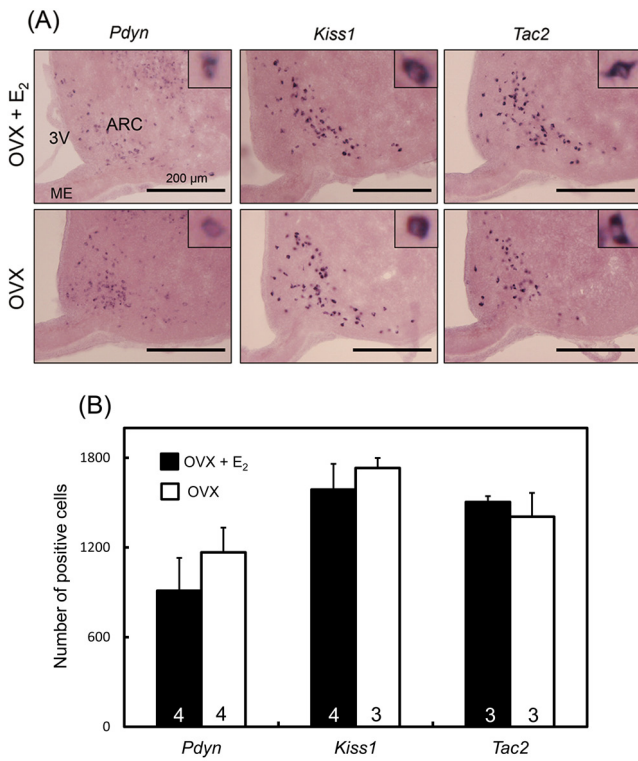 (A)
Pdyn Kiss1 Tac2
OVX + E₂
3V
ARC
ME
200 μm
OVX
(B)
Number of positive cells
1800
1200
600
0
OVX + E₂
OVX
4 4 4 3 3 3
Pdyn Kiss1 Tac2